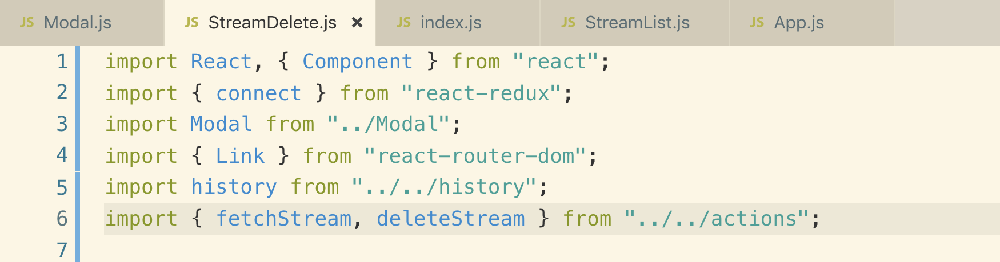 JS Modal.js JS StreamDelete.js × JS index.js JS StreamList.js JS App.js
1 import React, { Component } from "react";
2 import { connect } from "react-redux";
3 import Modal from "../Modal";
4 import { Link } from "react-router-dom";
5 import history from "../../history";
6 import { fetchStream, deleteStream } from "../../actions";
7